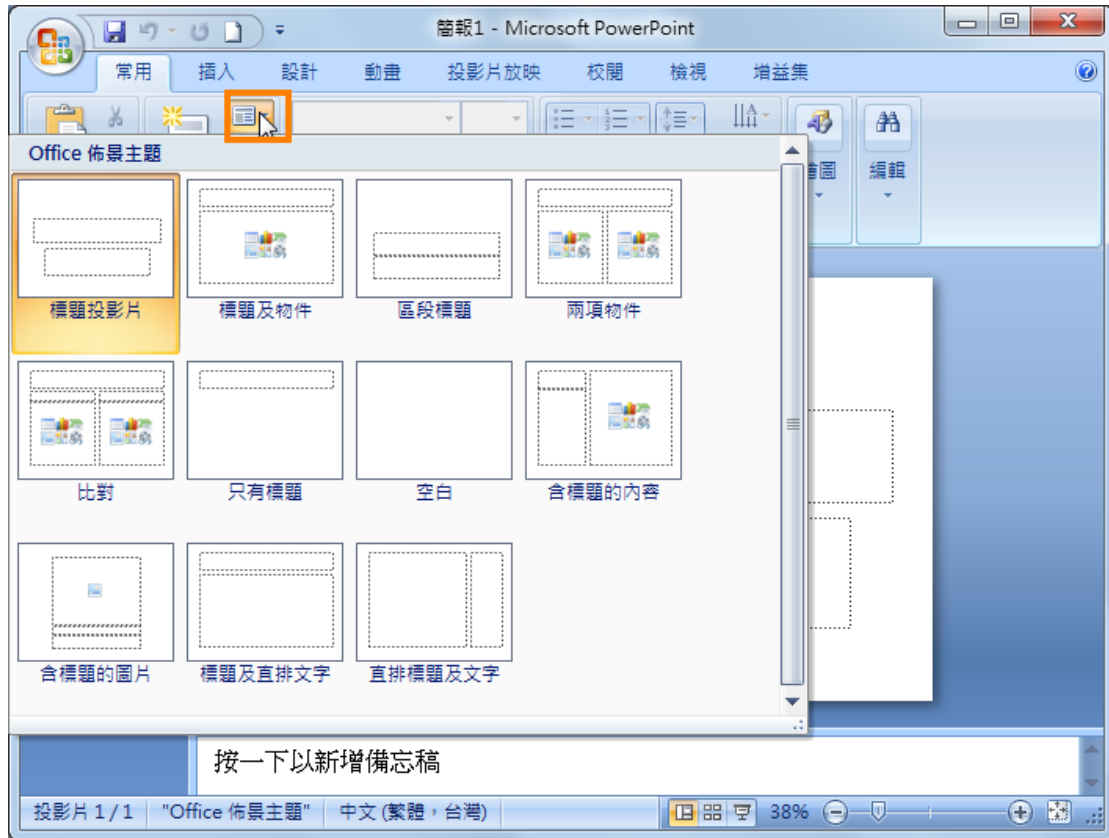 簡報1 - Microsoft PowerPoint
常用 插入 設計 動畫 投影片放映 校閱 檢視 增益集
Office 佈景主題
繪圖 編輯
標題投影片 標題及物件 區段標題 兩項物件
比對 只有標題 空白 含標題的內容
含標題的圖片 標題及直排文字 直排標題及文字
按一下以新增備忘稿
投影片 1 / 1 "Office 佈景主題" 中文 (繁體，台灣) 38%